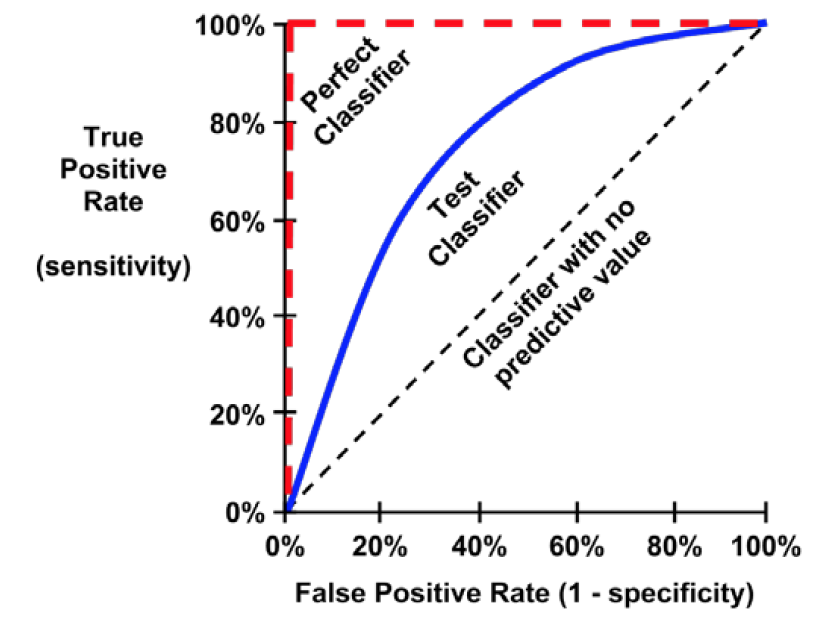 100%
80%
60%
40%
20%
0%
True
Positive
Rate
(sensitivity)
Perfect
Classifier
Test
Classifier
Classifier with no
predictive value
0%
20%
40%
60%
80%
100%
False Positive Rate (1 - specificity)